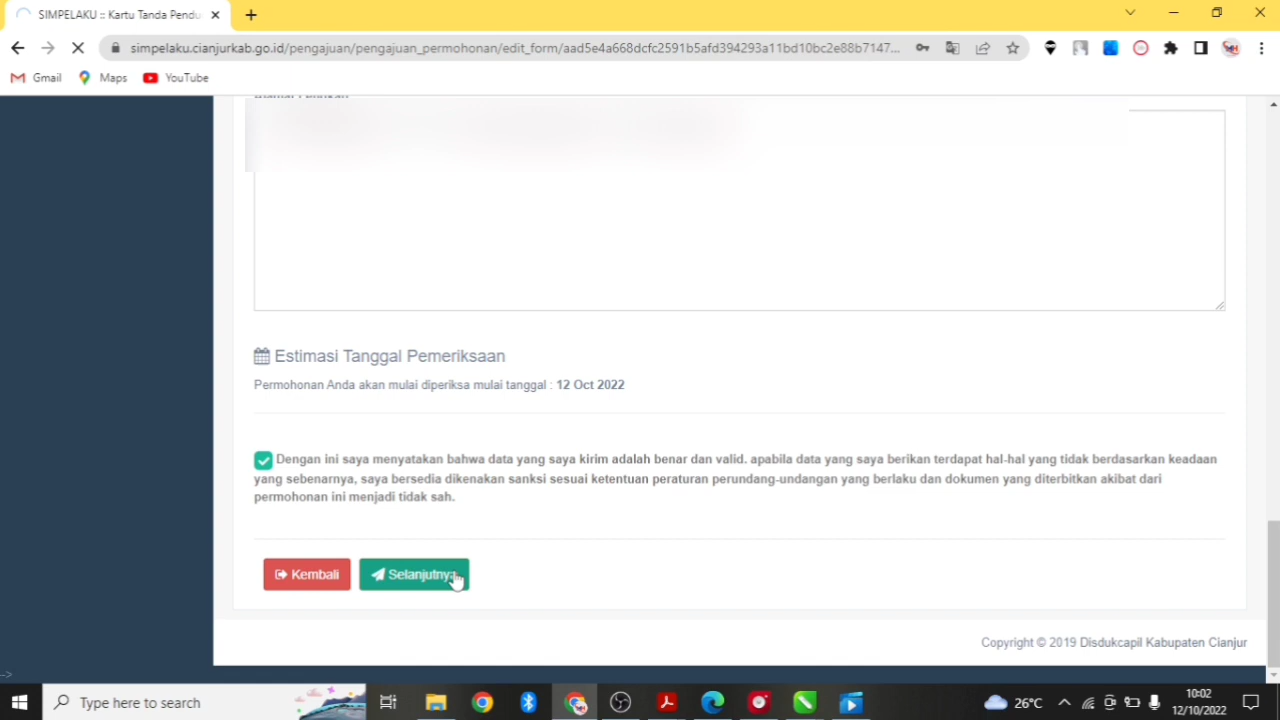 SIMPELAKU :: Kartu Tanda Pendu
simpelaku.cianjurkab.go.id/pengajuan/pengajuan_permohonan/edit_form/aad5e4a668dcfc2591b5afd394293a11bd10bc2e88b7147...
Gmail Maps YouTube
Estimasi Tanggal Pemeriksaan
Permohonan Anda akan mulai diperiksa mulai tanggal : 12 Oct 2022
Dengan ini saya menyatakan bahwa data yang saya kirim adalah benar dan valid. apabila data yang saya berikan terdapat hal-hal yang tidak berdasarkan keadaan
yang sebenarnya, saya bersedia dikenakan sanksi sesuai ketentuan peraturan perundang-undangan yang berlaku dan dokumen yang diterbitkan akibat dari
permohonan ini menjadi tidak sah.
Kembali Selanjutnya
Copyright © 2019 Disdukcapil Kabupaten Cianjur
-->
Type here to search
26°C
10:02
12/10/2022